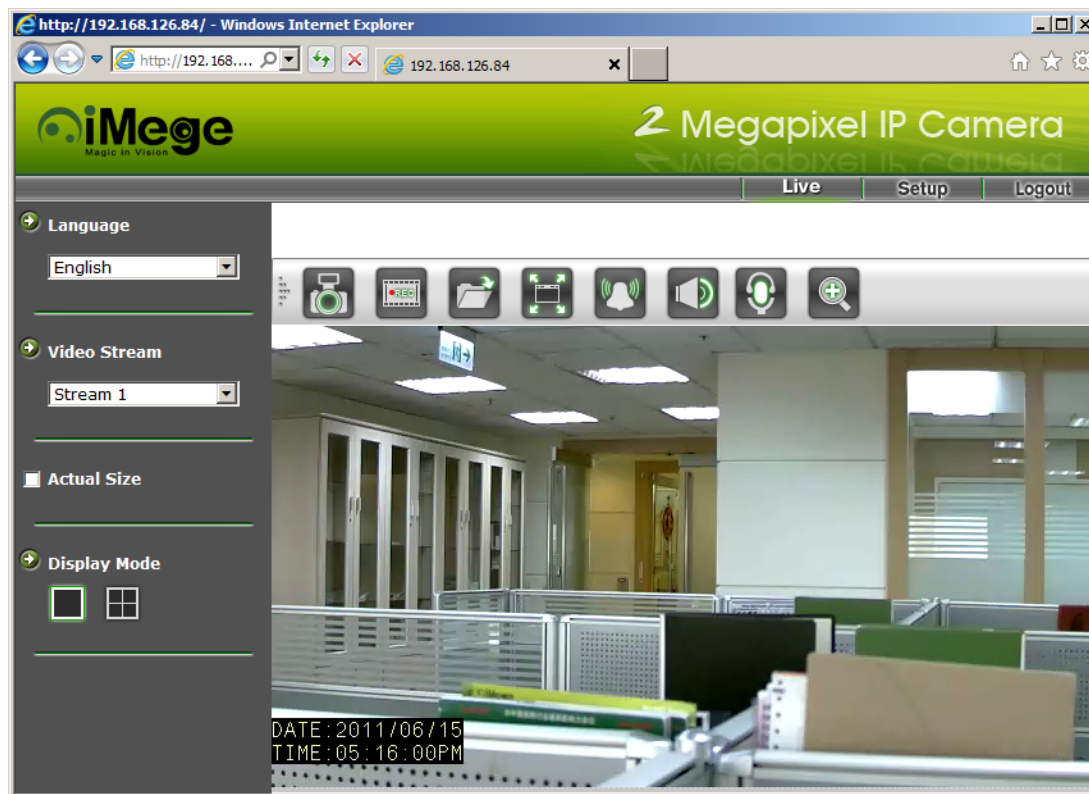 http://192.168.126.84/ - Windows Internet Explorer
http://192.168....
192.168.126.84
iMege
Magic in Vision
2 Megapixel IP Camera
Live
Setup
Logout
Language
English
REC
Video Stream
Stream 1
Actual Size
Display Mode
DATE:2011/06/15
TIME:05:16:00PM